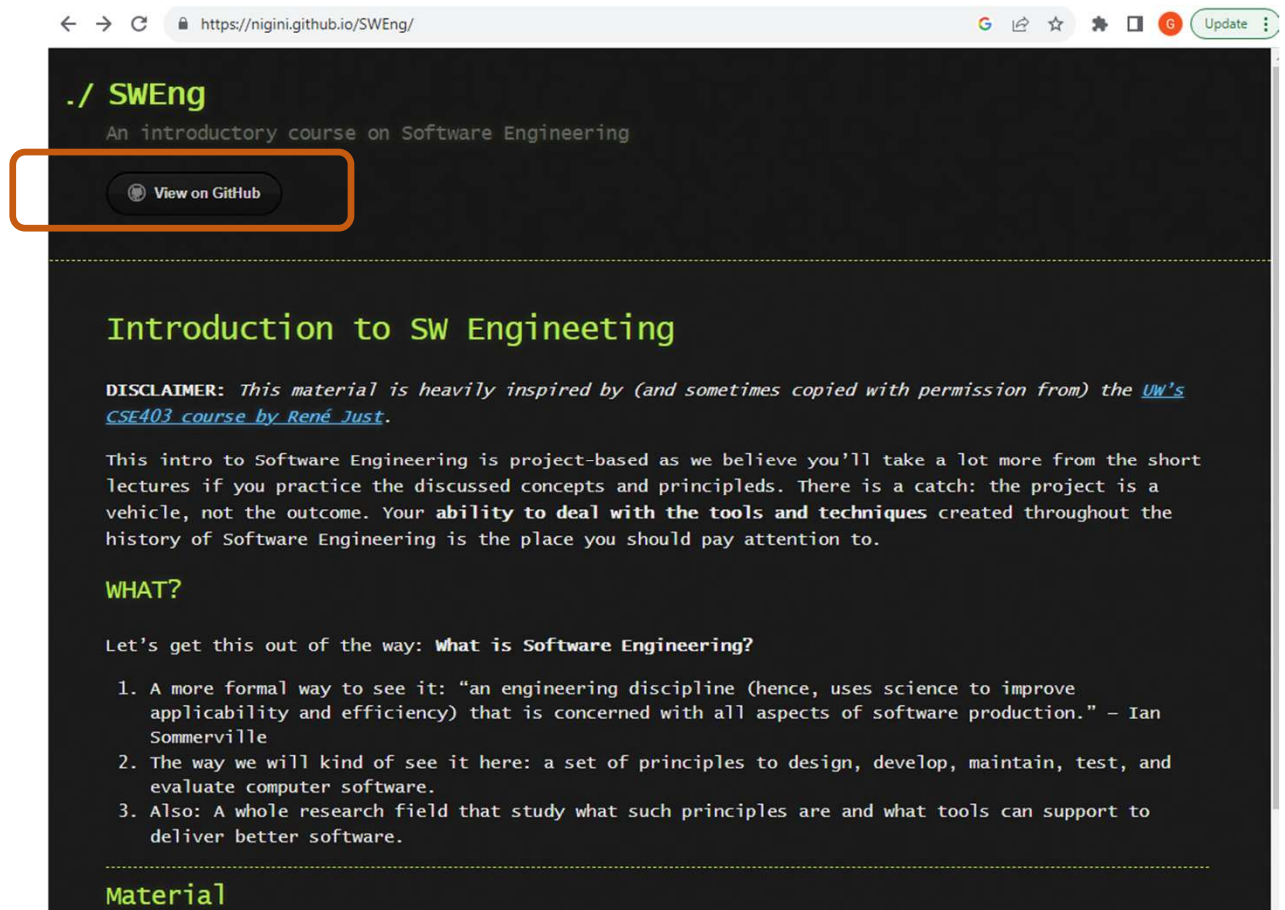 https://nigini.github.io/SWEng/
G
Update
./ SWEng
An introductory course on Software Engineering
View on GitHub
Introduction to SW Engineeting
DISCLAIMER: This material is heavily inspired by (and sometimes copied with permission from) the UW's
CSE403 course by René Just.
This intro to Software Engineering is project-based as we believe you'll take a lot more from the short
lectures if you practice the discussed concepts and principleds. There is a catch: the project is a
vehicle, not the outcome. Your ability to deal with the tools and techniques created throughout the
history of Software Engineering is the place you should pay attention to.
WHAT?
Let's get this out of the way: What is Software Engineering?
1. A more formal way to see it: “an engineering discipline (hence, uses science to improve
applicability and efficiency) that is concerned with all aspects of software production.” – Ian
Sommerville
2. The way we will kind of see it here: a set of principles to design, develop, maintain, test, and
evaluate computer software.
3. Also: A whole research field that study what such principles are and what tools can support to
deliver better software.
Material